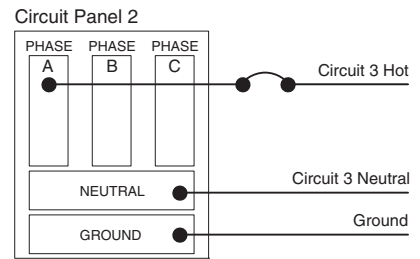 Circuit Panel 2
PHASE PHASE PHASE
A B C
Circuit 3 Hot
NEUTRAL
Circuit 3 Neutral
GROUND
Ground